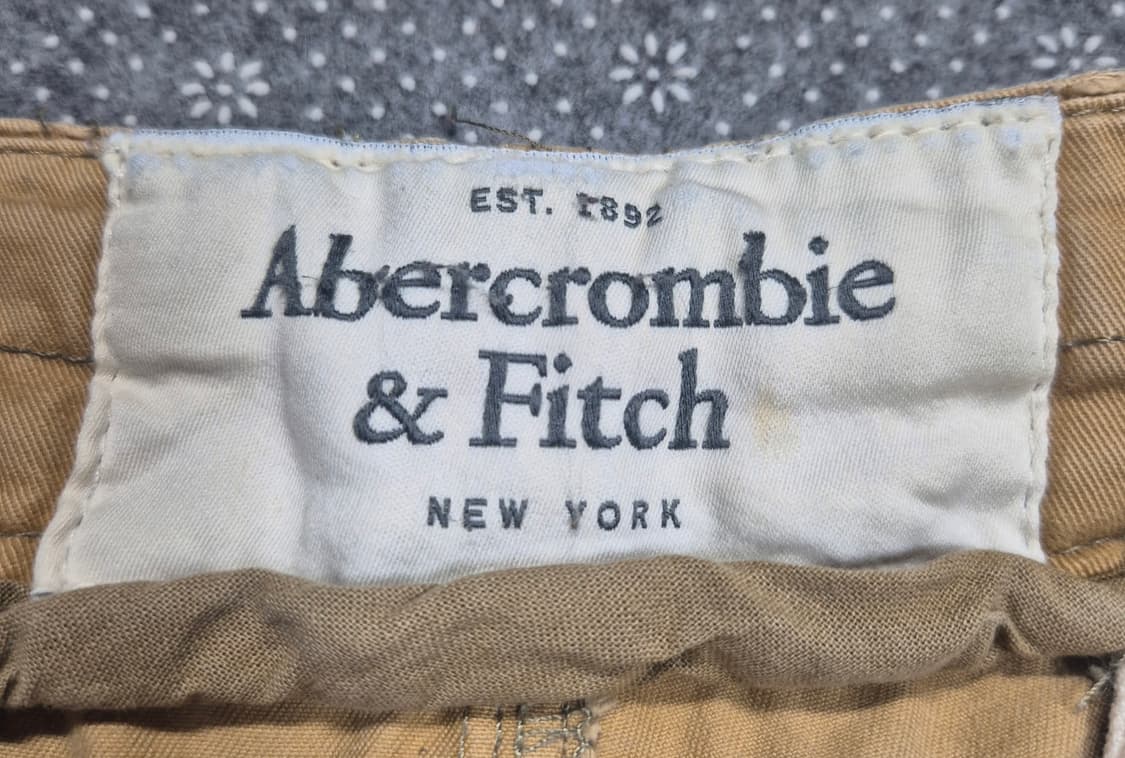 EST. 1892
Abercrombie
& Fitch
NEW YORK